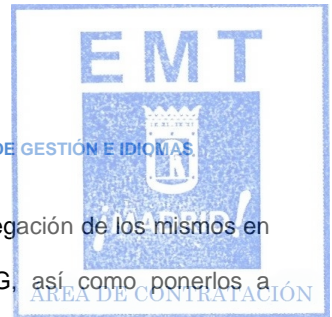 EMT
DE GESTIÓN E IDIOMAS
egación de los mismos en
¡MADRID!
G, así como ponerlos a
ÁREA DE CONTRATACIÓN